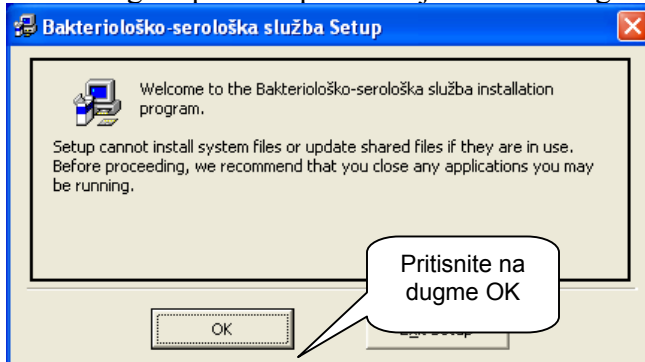 Bakteriološko-serološka služba Setup
Welcome to the Bakteriološko-serološka služba installation
program.
Setup cannot install system files or update shared files if they are in use.
Before proceeding, we recommend that you close any applications you may
be running.
Pritisnite na
dugme OK
OK